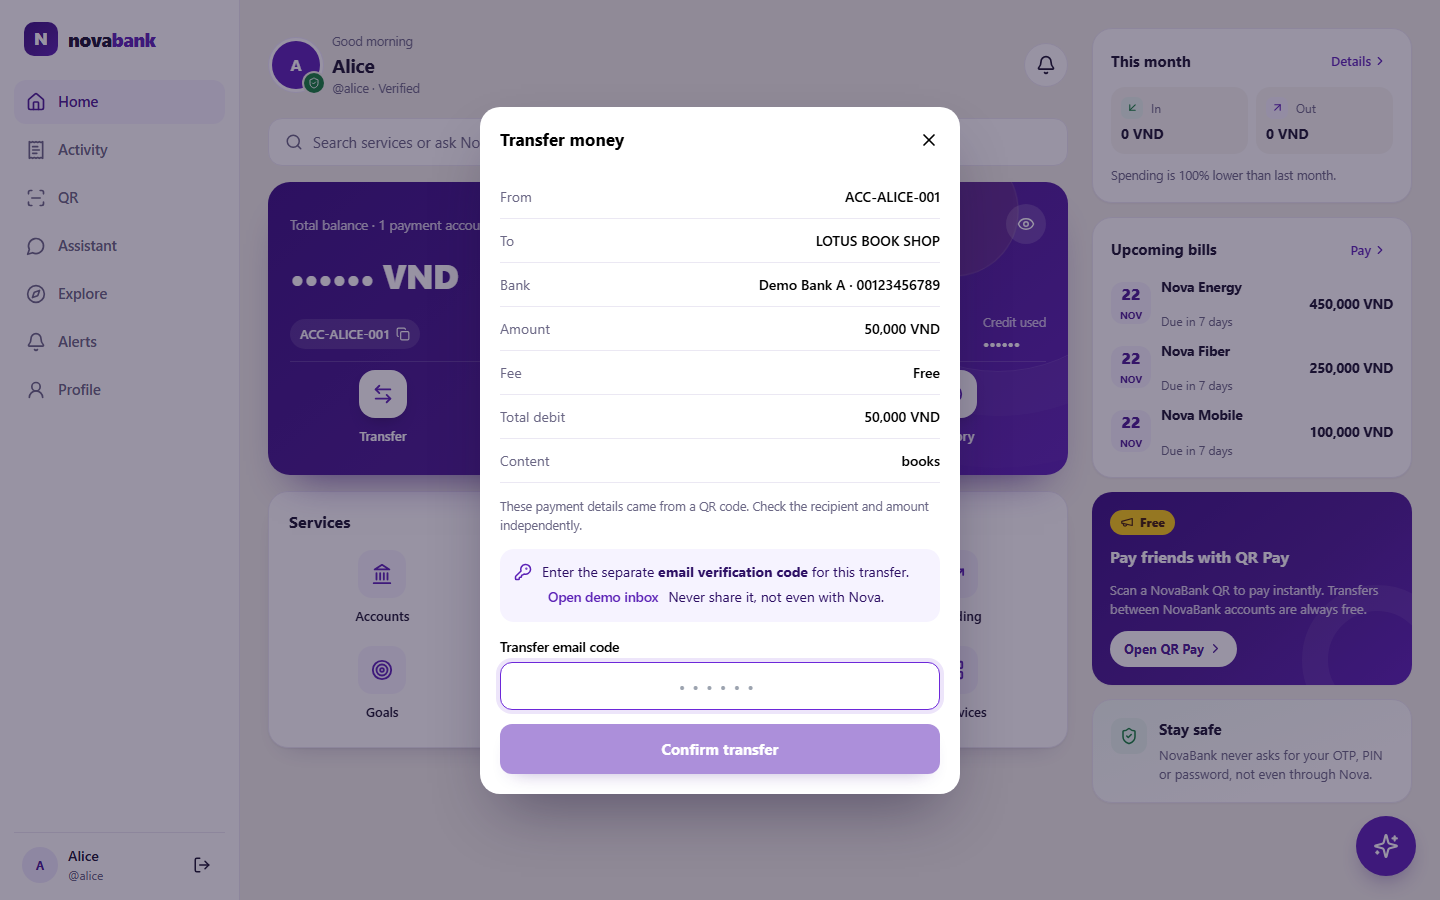 N novabank
Home
Activity
QR
Assistant
Explore
Alerts
Profile
A
Alice
@alice
A
Good morning
Alice
@alice · Verified
Search services or ask No
Total balance · 1 payment accou
•••••• VND
ACC-ALICE-001
Credit used
••••••
Transfer
ory
Services
Accounts
Goals
ding
vices
Transfer money
From ACC-ALICE-001
To LOTUS BOOK SHOP
Bank Demo Bank A · 00123456789
Amount 50,000 VND
Fee Free
Total debit 50,000 VND
Content books
These payment details came from a QR code. Check the recipient and amount
independently.
Enter the separate email verification code for this transfer.
Open demo inbox Never share it, not even with Nova.
Transfer email code
• • • • • •
Confirm transfer
This month Details
In Out
0 VND 0 VND
Spending is 100% lower than last month.
Upcoming bills Pay
22 NOV Nova Energy 450,000 VND
Due in 7 days
22 NOV Nova Fiber 250,000 VND
Due in 7 days
22 NOV Nova Mobile 100,000 VND
Due in 7 days
Free
Pay friends with QR Pay
Scan a NovaBank QR to pay instantly. Transfers
between NovaBank accounts are always free.
Open QR Pay
Stay safe
NovaBank never asks for your OTP, PIN
or password, not even through Nova.